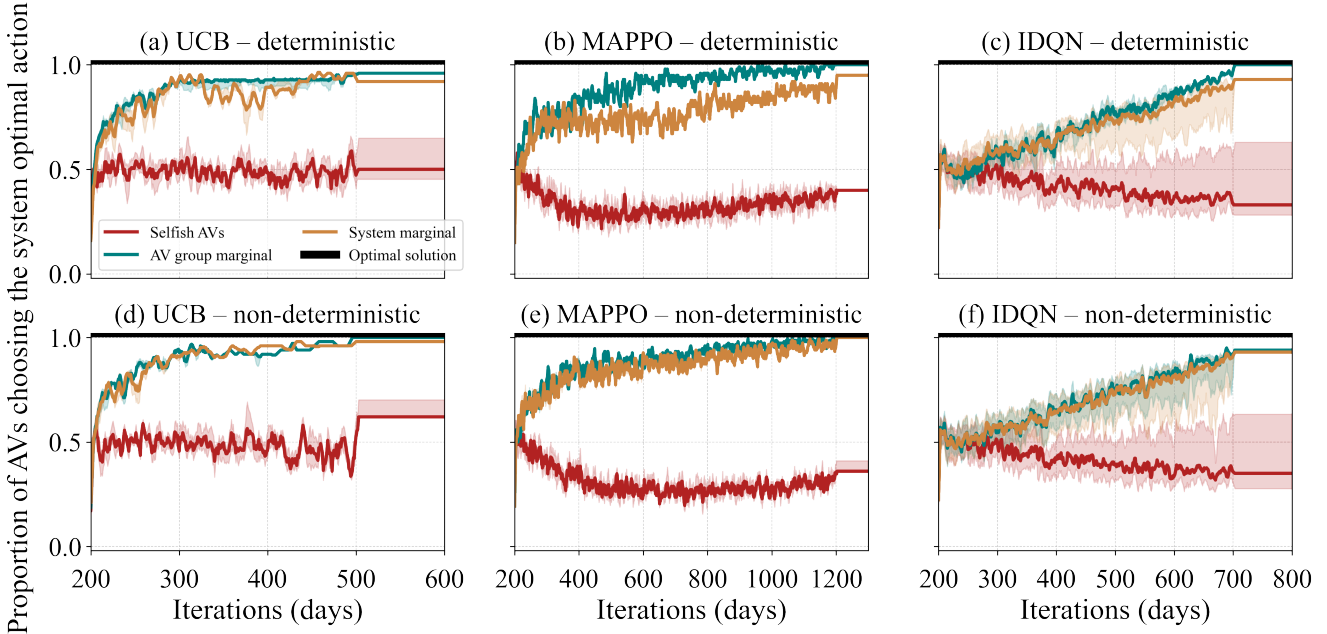 Proportion of AVs choosing the system optimal action
(a) UCB – deterministic
(b) MAPPO – deterministic
(c) IDQN – deterministic
1.0
0.5
0.0
Selfish AVs
System marginal
AV group marginal
Optimal solution
(d) UCB – non-deterministic
(e) MAPPO – non-deterministic
(f) IDQN – non-deterministic
1.0
0.5
0.0
200 300 400 500 600
200 400 600 800 1000 1200
200 300 400 500 600 700 800
Iterations (days)
Iterations (days)
Iterations (days)